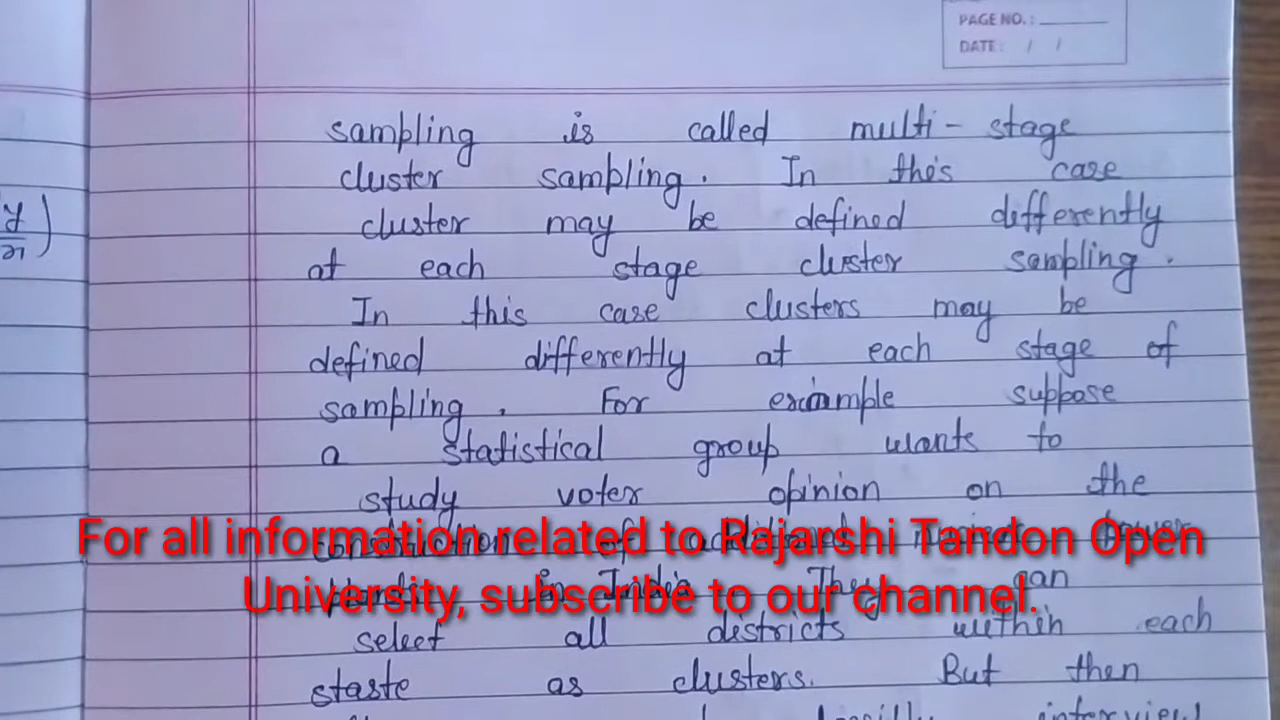 PAGE NO. :
DATE : / /
sampling is called multi - stage
cluster sampling. In this case
cluster may be defined differently
at each stage cluster sampling.
In this case clusters may be
defined differently at each stage of
sampling. For example suppose
a statistical group wants to
study voter opinion on the
of
For all information related to Rajarshi Tandon Open
in India They can
University, subscribe to our channel.
select all districts within each
staste as clusters. But then
interview